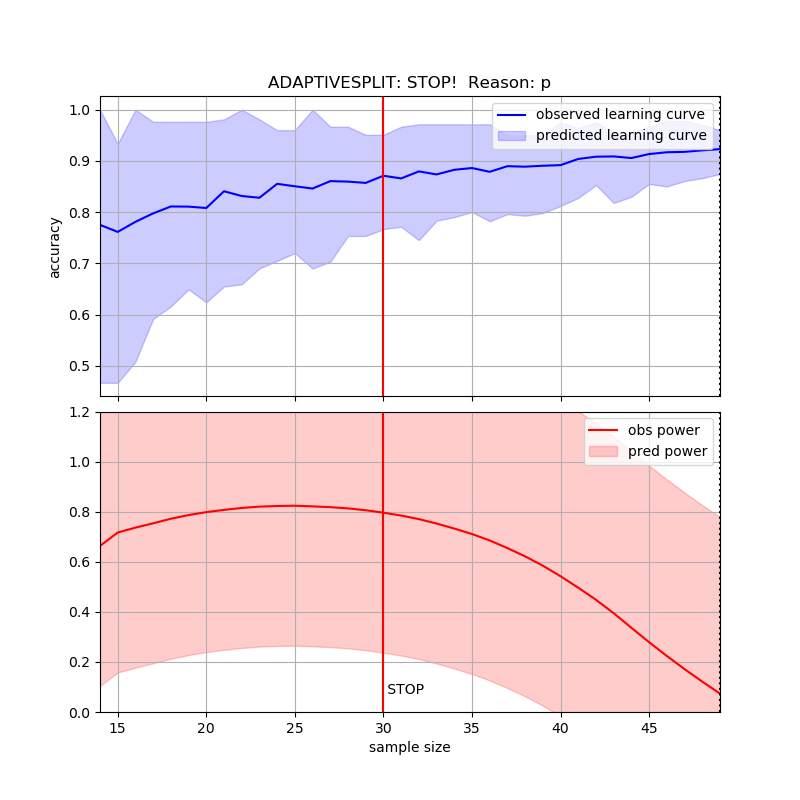 ADAPTIVESPLIT: STOP!  Reason: p
1.0
0.9
0.8
0.7
0.6
0.5
accuracy
observed learning curve
predicted learning curve
1.2
1.0
0.8
0.6
0.4
0.2
0.0
obs power
pred power
STOP
15 20 25 30 35 40 45
sample size